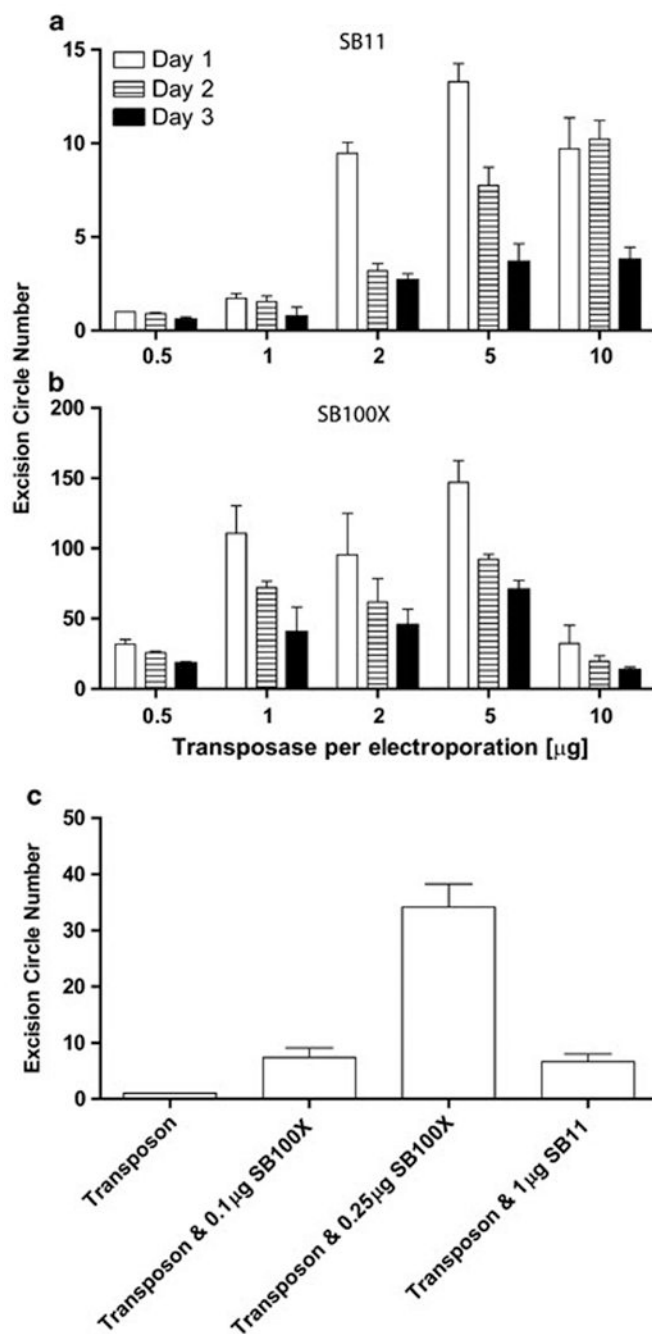 a
SB11
Day 1
Day 2
Day 3
15
10
5
0
0.5 1 2 5 10
Excision Circle Number
b
SB100X
200
150
100
50
0
0.5 1 2 5 10
Transposase per electroporation [μg]
c
50
40
30
20
10
0
Excision Circle Number
Transposon
Transposon & 0.1μg SB100X
Transposon & 0.25μg SB100X
Transposon & 1μg SB11